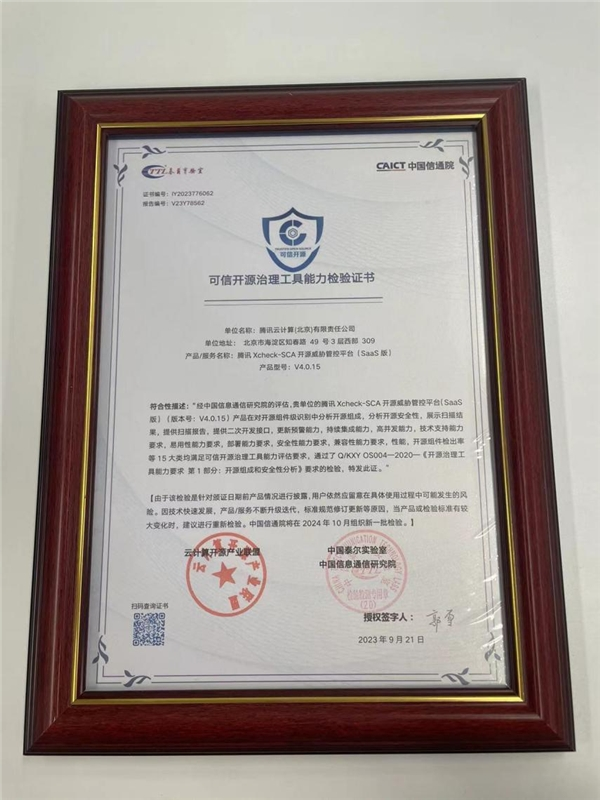 泰尔实验室
CAICT 中国信通院
证书编号：IY2023776D62
报告编号：V23Y78562
TRUSTED OPEN SOURCE
可信开源
可信开源治理工具能力检验证书
单位名称：腾讯云计算(北京)有限责任公司
单位地址： 北京市海淀区知春路 49 号3层西部 309
产品/服务名称：腾讯 Xcheck-SCA 开源威胁管控平台（SaaS 版）
产品型号：V4.0.15
符合性描述：“经中国信息通信研究院的评估,贵单位的腾讯 Xcheck-SCA 开源威胁管控平台（SaaS
版）（版本号：V4.0.15）产品在对开源组件级识别中分析开源组成，分析开源安全性，展示扫描结
果，提供扫描报告，提供二次开发接口，更新预警能力，持续集成能力，高并发能力，技术支持能力
要求，易用性能力要求，部署能力要求，安全性能力要求，兼容性能力要求，性能，开源组件检出率
等 15 大类均满足可信开源治理工具能力评估要求，通过了 Q/KXY OS004—2020—《开源治理工
具能力要求 第1部分：开源组成和安全性分析》要求的检验，特发此证。”
【由于该检验是针对颁证日期前产品情况进行披露，用户依然应留意在具体使用过程中可能发生的风
险。因技术快速发展、产品/服务不断升级迭代、标准规范修订更新等原因，当产品或检验标准有较
大变化时，建议进行重新检验。中国信通院将在 2024 年 10 月组织新一批检验。】
云计算开源产业联盟
中国泰尔实验室
中国信息通信研究院
扫码查询证书
授权签字人：
2023 年 9 月 21 日